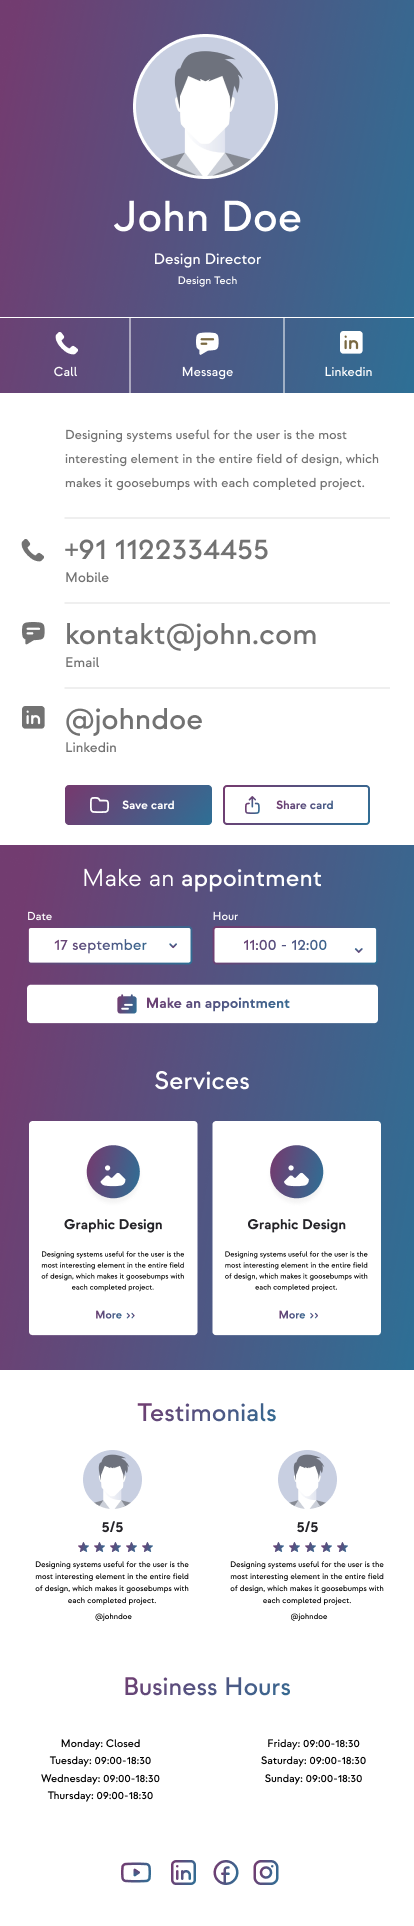 John Doe
Design Director
Design Tech
Call
Message
in
Linkedin
Designing systems useful for the user is the most
interesting element in the entire field of design, which
makes it goosebumps with each completed project.
+91 1122334455
Mobile
kontakt@john.com
Email
in
@johndoe
Linkedin
Save card
Share card
Make an appointment
Date
Hour
17 september
11:00 - 12:00
Make an appointment
Services
Graphic Design
Designing systems useful for the user is the
most interesting element in the entire field
of design, which makes it goosebumps with
each completed project.
More >>
Graphic Design
Designing systems useful for the user is the
most interesting element in the entire field
of design, which makes it goosebumps with
each completed project.
More >>
Testimonials
5/5
Designing systems useful for the user is the
most interesting element in the entire field
of design, which makes it goosebumps with
each completed project.
@johndoe
5/5
Designing systems useful for the user is the
most interesting element in the entire field
of design, which makes it goosebumps with
each completed project.
@johndoe
Business Hours
Monday: Closed
Tuesday: 09:00-18:30
Wednesday: 09:00-18:30
Thursday: 09:00-18:30
Friday: 09:00-18:30
Saturday: 09:00-18:30
Sunday: 09:00-18:30
in